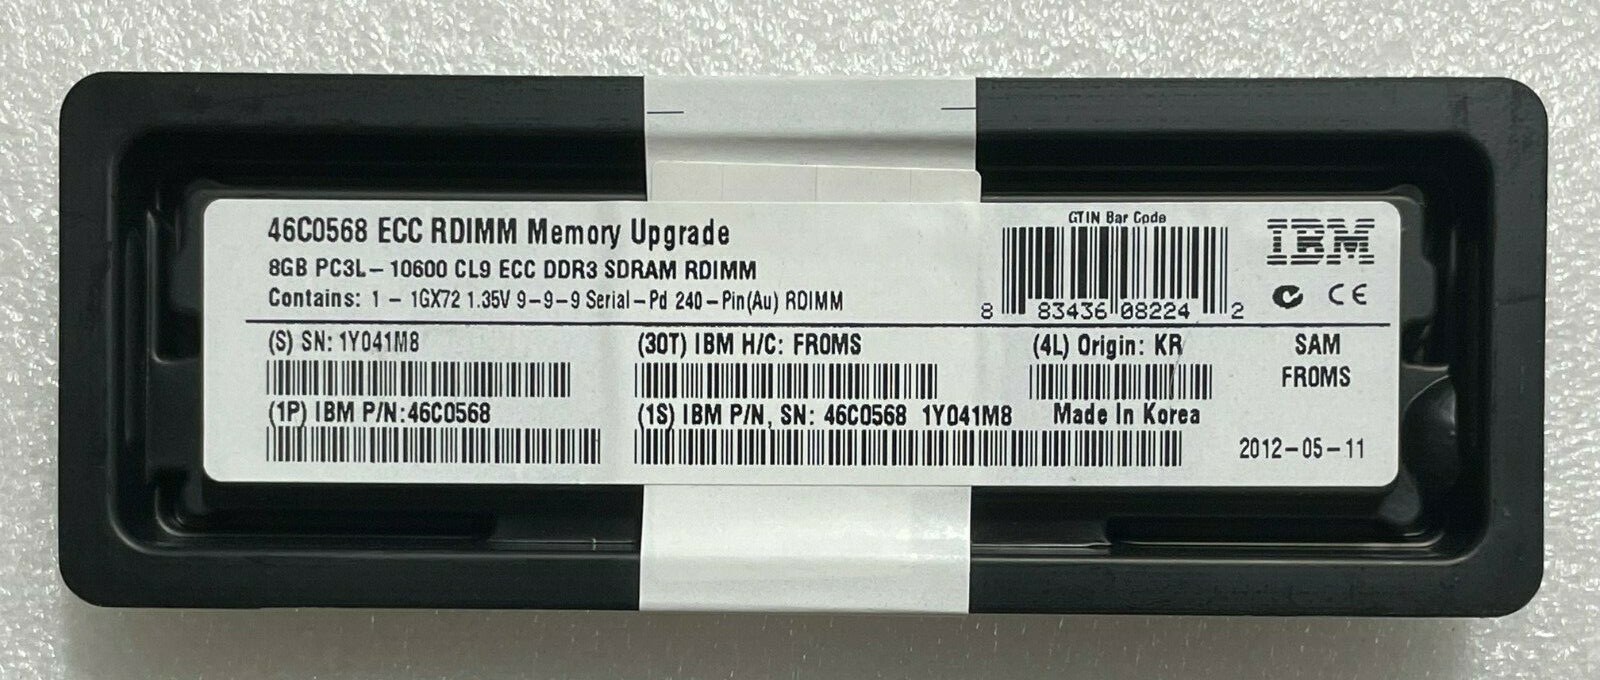 46C0568 ECC RDIMM Memory Upgrade
8GB PC3L-10600 CL9 ECC DDR3 SDRAM RDIMM
Contains: 1 - 1GX72 1.35V 9-9-9 Serial-Pd 240-Pin(Au) RDIMM
GTIN Bar Code
8 83436 08224 2
IBM
CE
(S) SN: 1Y041M8
(30T) IBM H/C: FROMS
(4L) Origin: KR
SAM
FROMS
(1P) IBM P/N:46C0568
(1S) IBM P/N, SN: 46C0568 1Y041M8
Made In Korea
2012-05-11